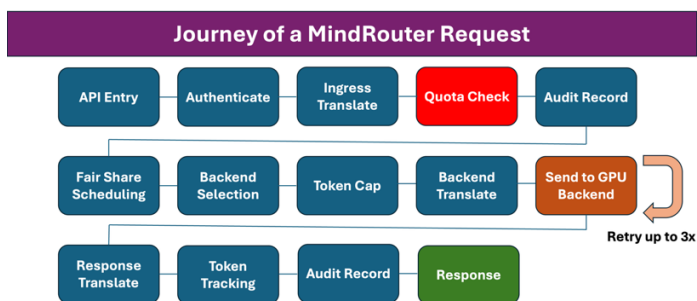 Journey of a MindRouter Request
API Entry
Authenticate
Ingress
Translate
Quota Check
Audit Record
Fair Share
Scheduling
Backend
Selection
Token Cap
Backend
Translate
Send to GPU
Backend
Retry up to 3x
Response
Translate
Token
Tracking
Audit Record
Response